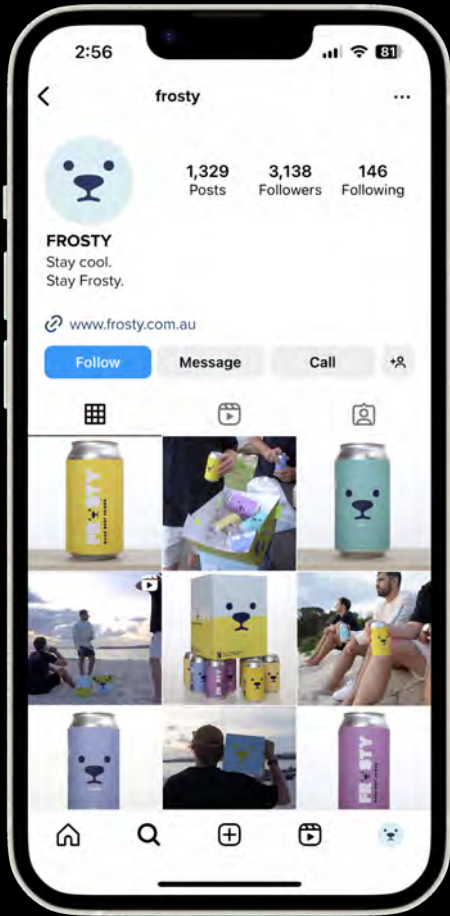 2:56
81
frosty
1,329
Posts
3,138
Followers
146
Following
FROSTY
Stay cool.
Stay Frosty.
www.frosty.com.au
Follow
Message
Call
FROSTY
FROSTY